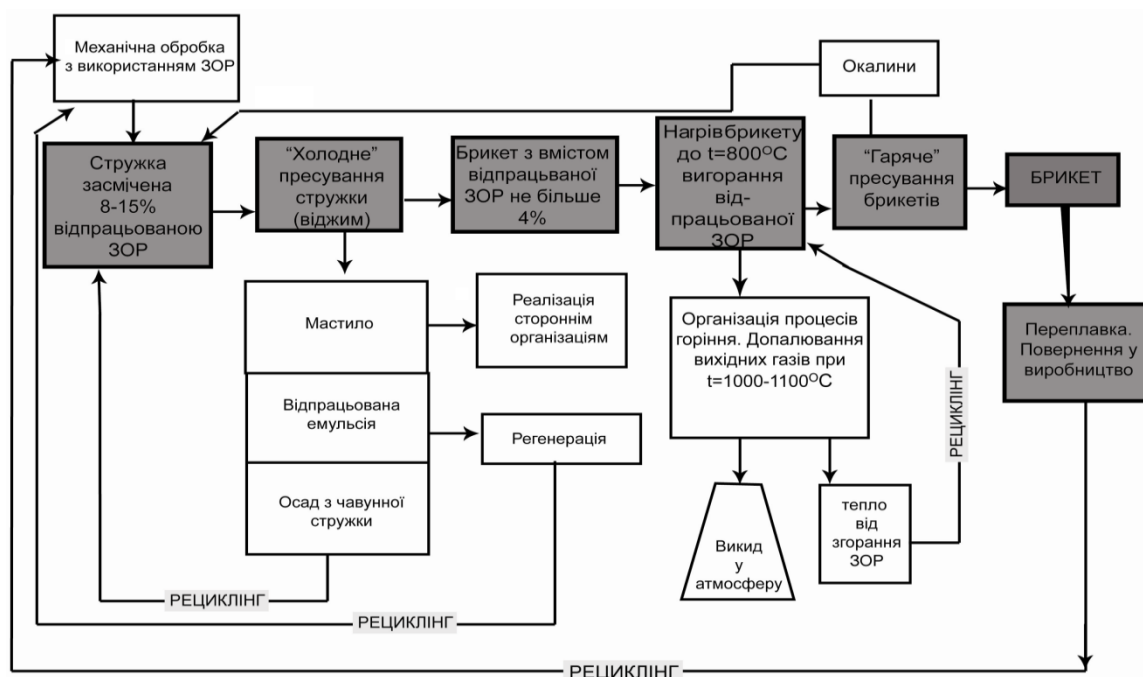 Механічна обробка
з використанням ЗОР
Окалини
Стружка
засмічена
8-15%
відпрацьованою
ЗОР
“Холодне”
пресування
стружки
(віджим)
Брикет з вмістом
відпрацьваної
ЗОР не більше
4%
Нагрів брикету
до t=800°C
вигорання
від-
працьованої
ЗОР
“Гаряче”
пресування
брикетів
БРИКЕТ
Мастило
Реалізація
стороннім
організаціям
Організація процесів
горіння. Допалювання
вихідних газів при
t=1000-1100°C
Переплавка.
Повернення у
виробництво
Відпрацьована
емульсія
Регенерація
РЕЦИКЛІНГ
Осад з чавунної
стружки
Викид
у
атмосферу
тепло
від
згорання
ЗОР
РЕЦИКЛІНГ
РЕЦИКЛІНГ
РЕЦИКЛІНГ